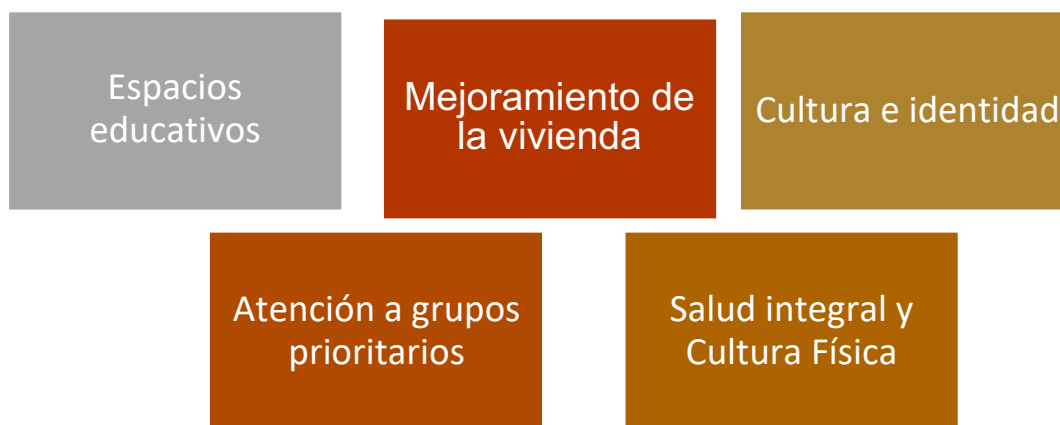 Espacios
educativos
Mejoramiento de
la vivienda
Cultura e identidad
Atención a grupos
prioritarios
Salud integral y
Cultura Física